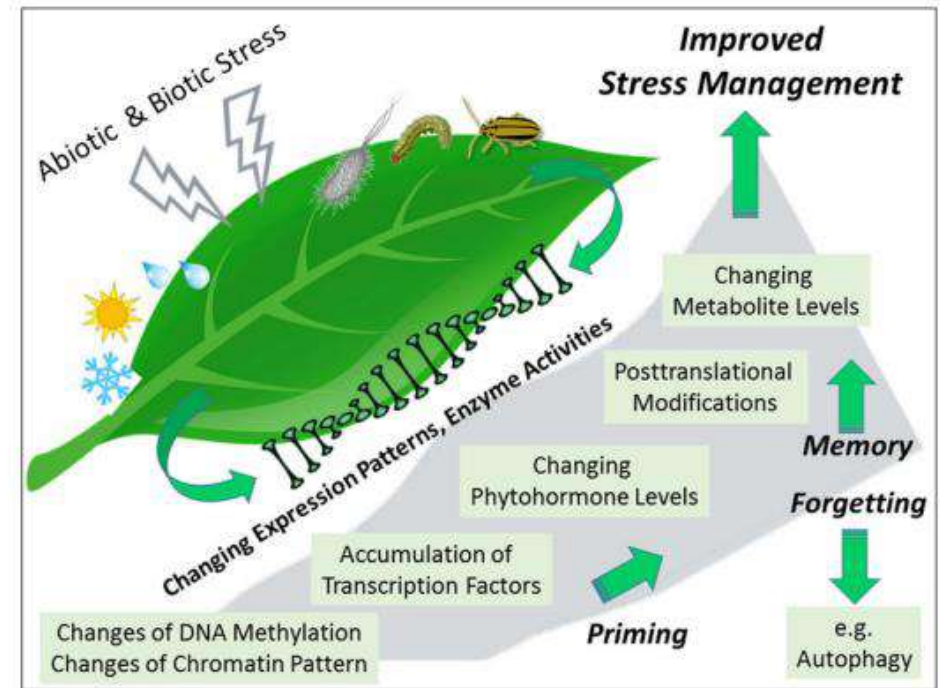 Improved
Stress Management
Abiotic & Biotic Stress
Changing
Metabolite Levels
Changing Expression Patterns, Enzyme Activities
Posttranslational
Modifications
Memory
Changing
Phytohormone Levels
Forgetting
Accumulation of
Transcription Factors
Priming
Changes of DNA Methylation
Changes of Chromatin Pattern
e.g.
Autophagy